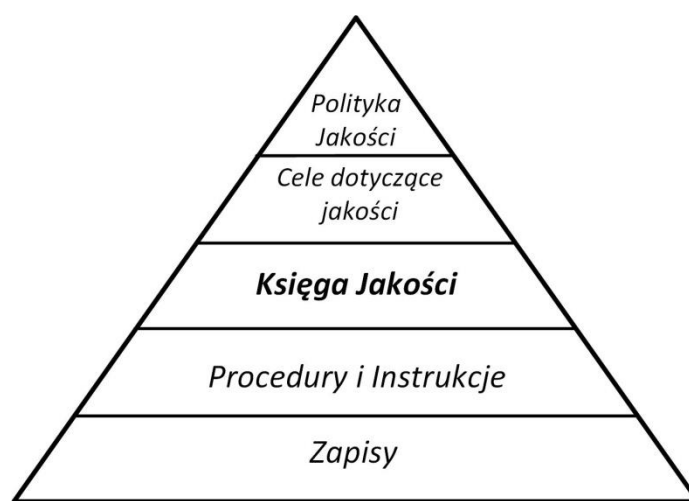 Polityka
Jakości
Cele dotyczące
jakości
Księga Jakości
Procedury i Instrukcje
Zapisy